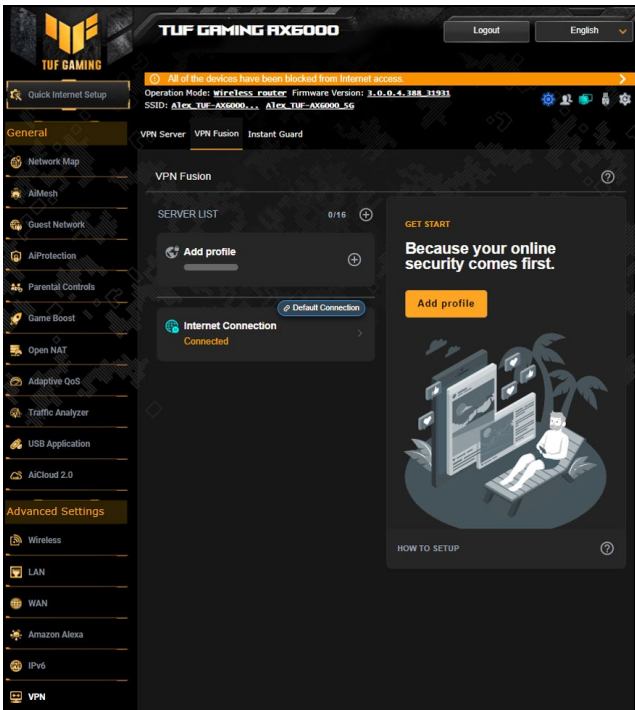 TUF GAMING
TUF GAMING AX6000
Logout
English
Quick Internet Setup
All of the devices have been blocked from Internet access.
Operation Mode: Wireless router Firmware Version: 3.0.0.4.388_31931
SSID: Alex_TUF-AX6000... Alex_TUF-AX6000_5G
General
Network Map
AiMesh
Guest Network
AiProtection
Parental Controls
Game Boost
Open NAT
Adaptive QoS
Traffic Analyzer
USB Application
AiCloud 2.0
Advanced Settings
Wireless
LAN
WAN
Amazon Alexa
IPv6
VPN
VPN Server VPN Fusion Instant Guard
VPN Fusion
SERVER LIST 0/16
Add profile
Default Connection
Internet Connection
Connected
GET START
Because your online
security comes first.
Add profile
HOW TO SETUP